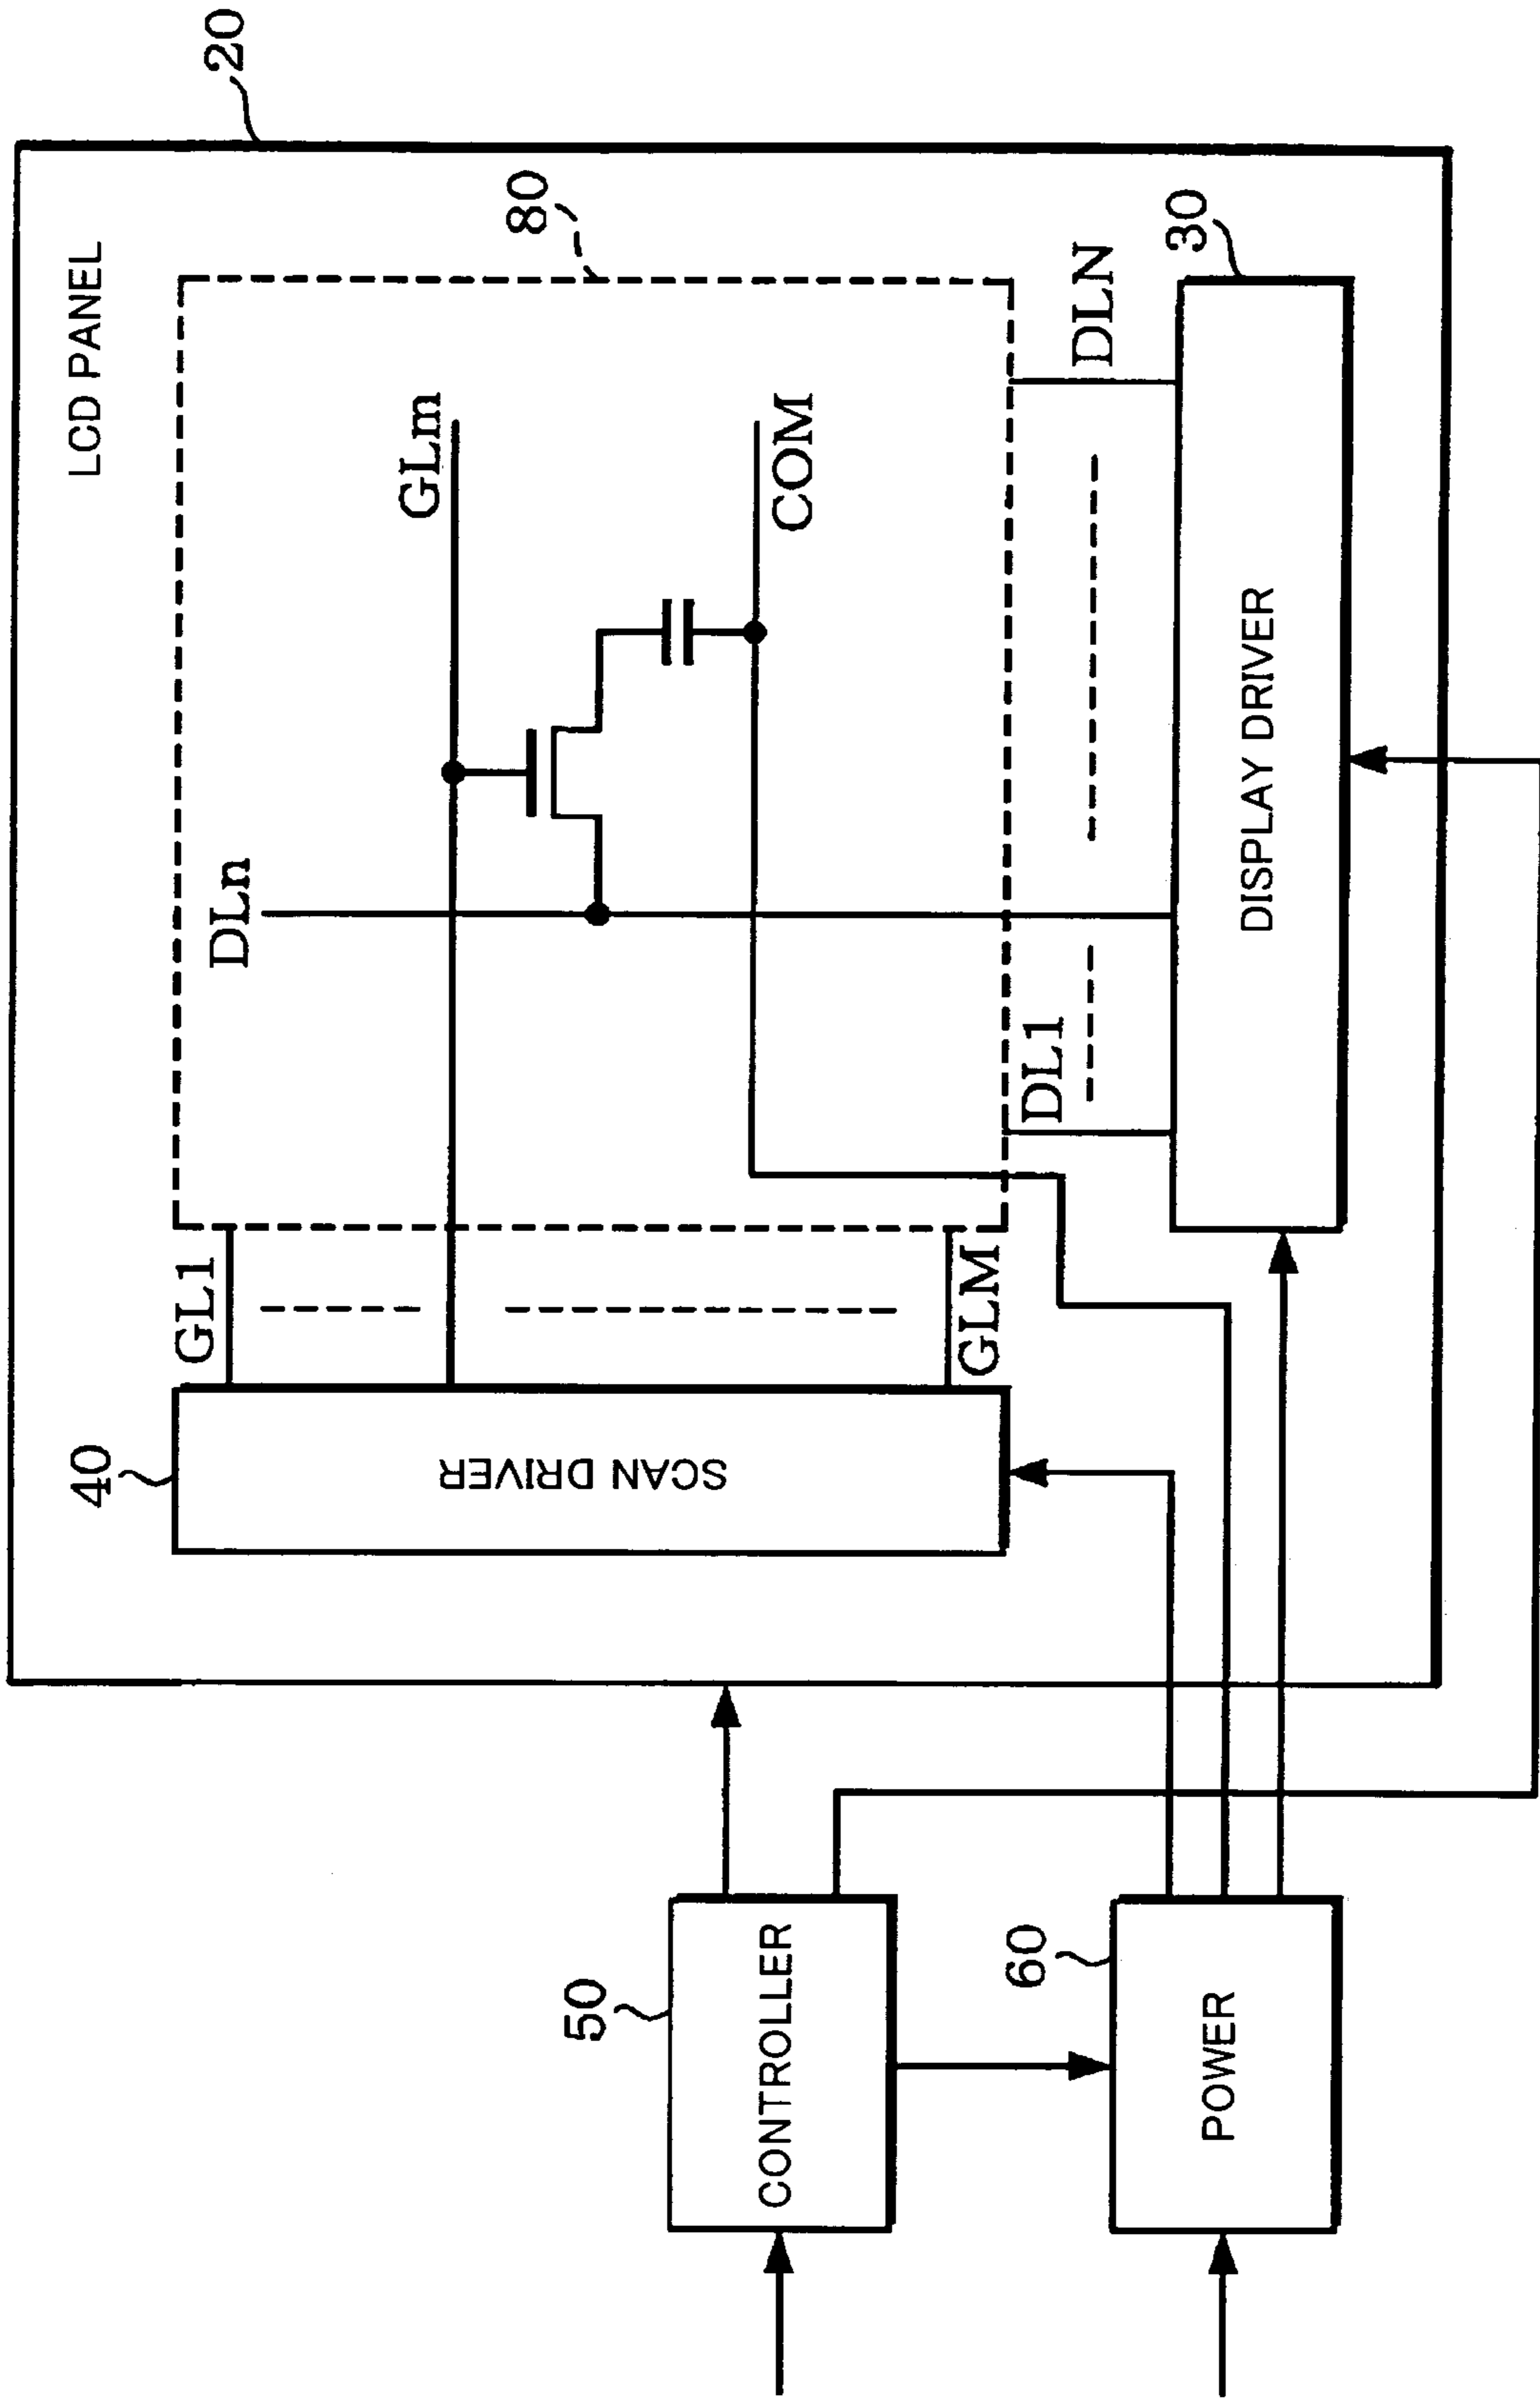 20
LCD PANEL
80
DLn
GLm
COM
40
GL1
SCAN DRIVER
GLM
DL1
DLN
30
DISPLAY DRIVER
50
CONTROLLER
60
POWER